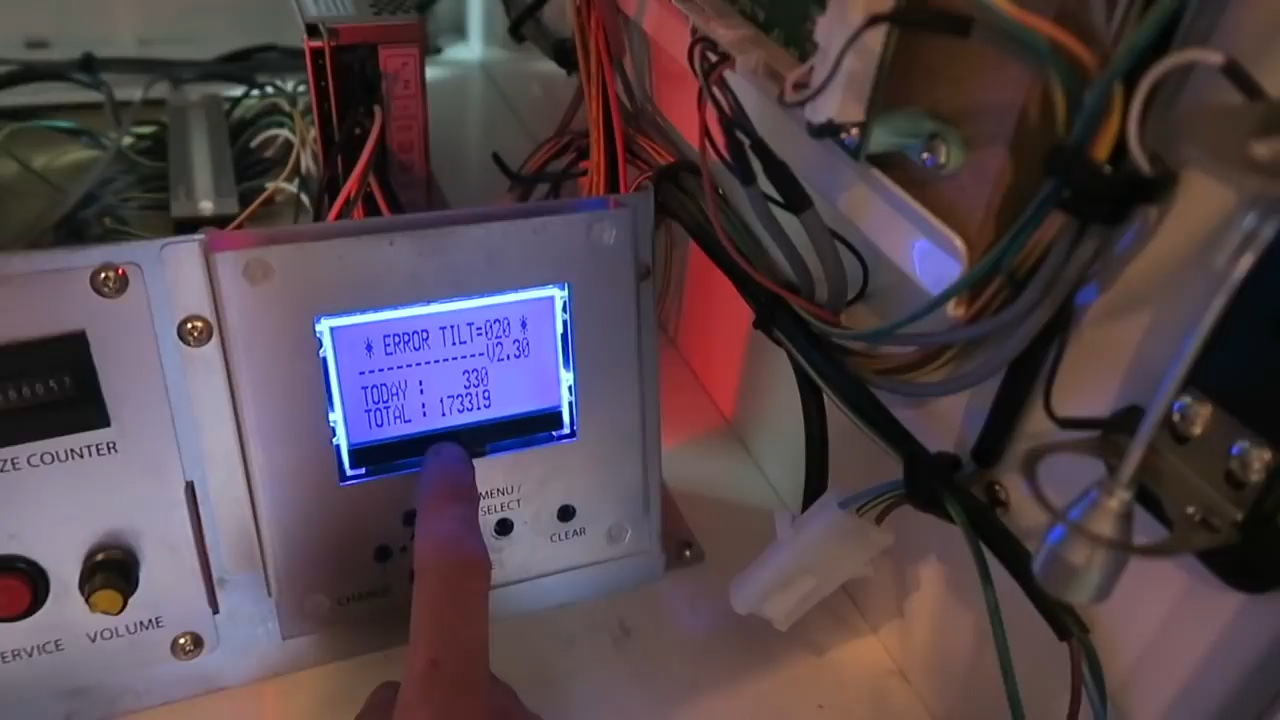 * ERROR TILT=020 *
------------V2.30
TODAY : 330
TOTAL : 173319
ZE COUNTER
MENU /
SELECT
CLEAR
CHANGE
ERVICE
VOLUME